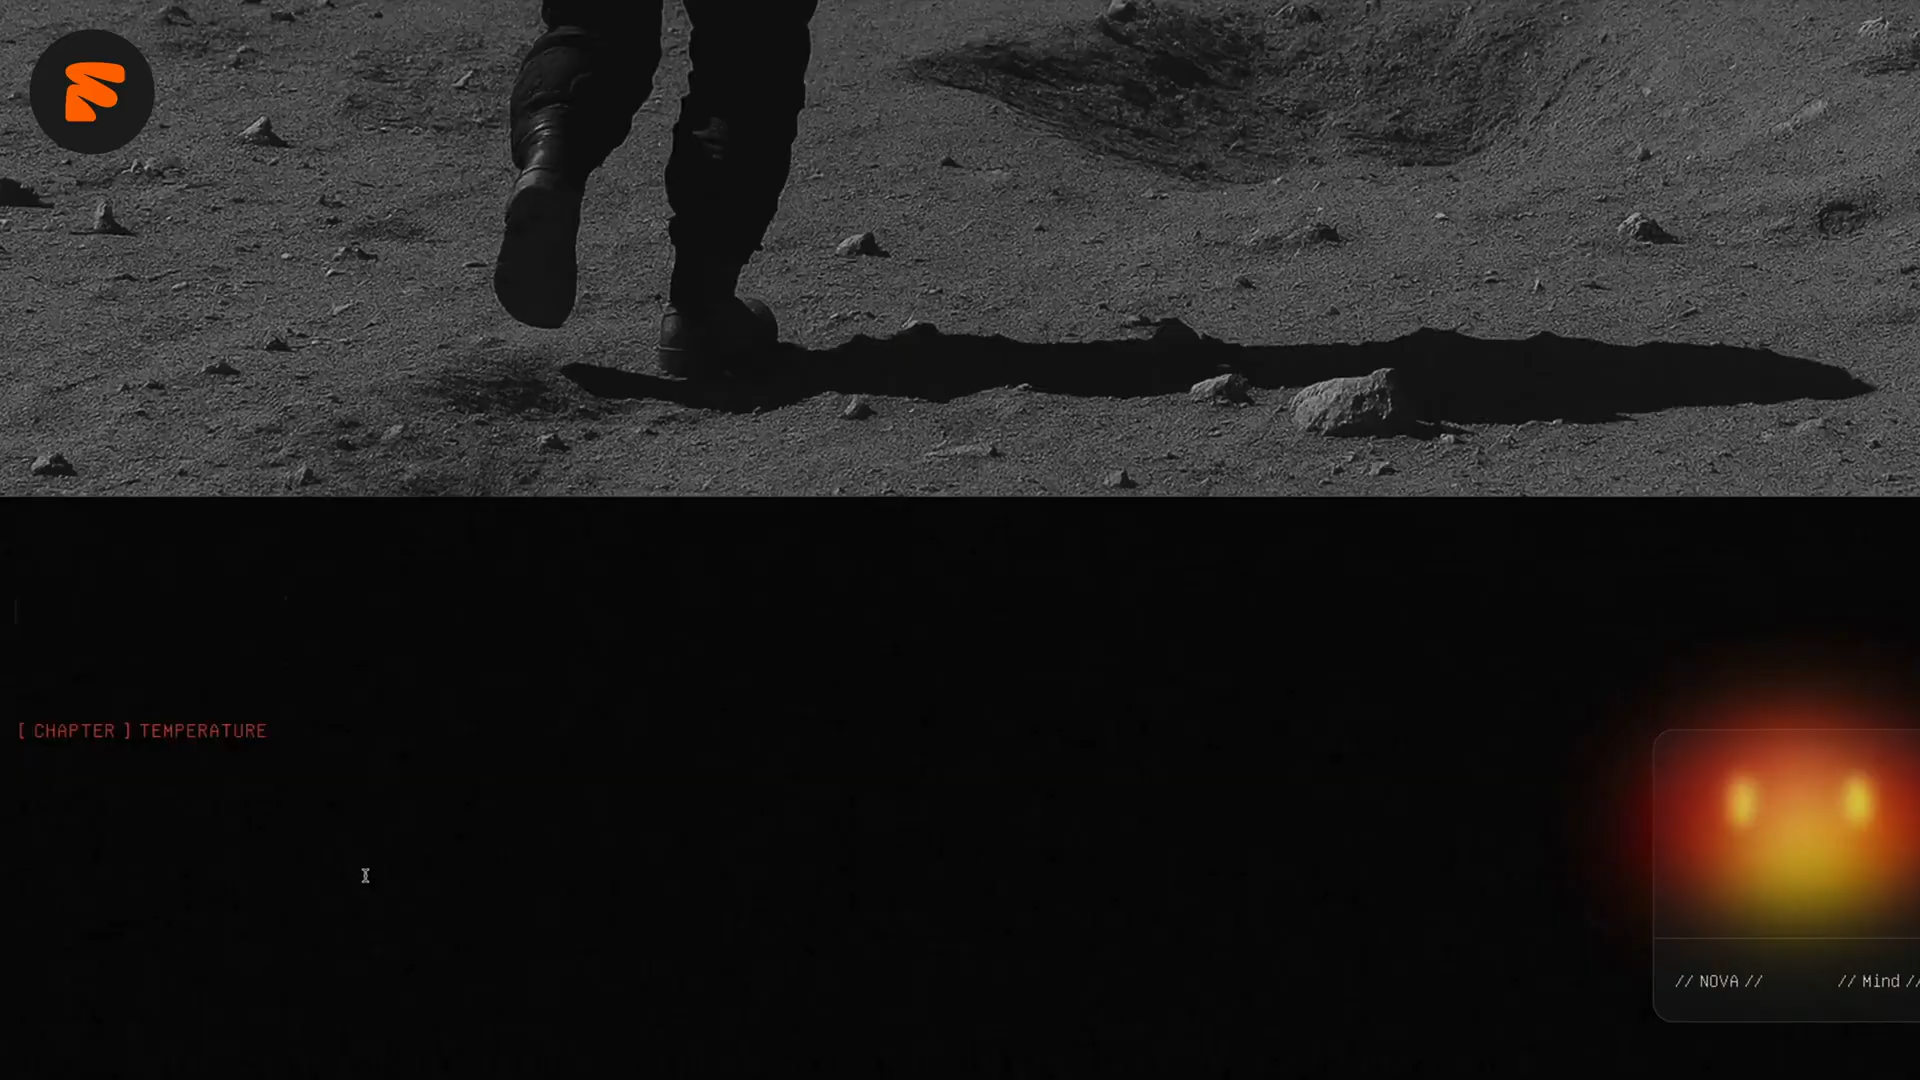 [ CHAPTER ] TEMPERATURE
// NOVA // // Mind //